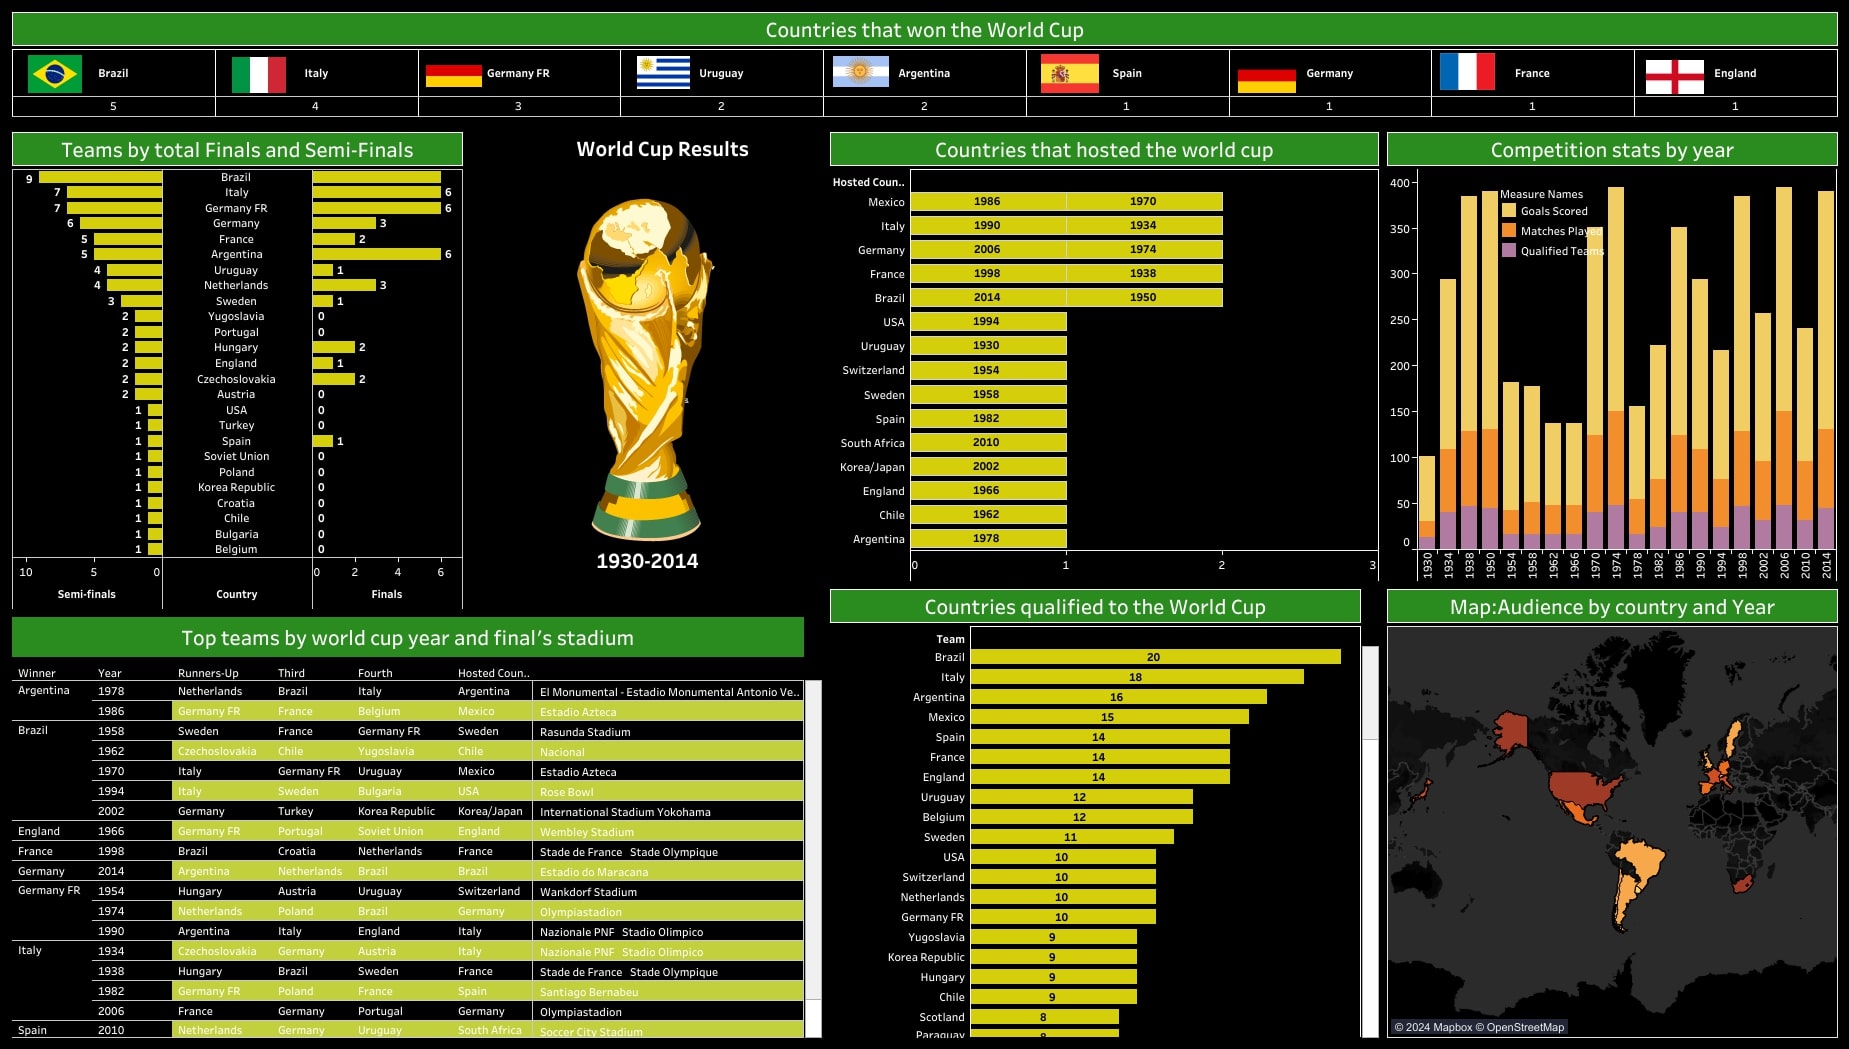 Countries that won the World Cup
Brazil Italy Germany FR Uruguay Argentina Spain Germany France England
5 4 3 2 2 1 1 1 1
Teams by total Finals and Semi-Finals
9 Brazil
7 Italy 6
7 Germany FR 6
6 Germany 3
5 France 2
5 Argentina 6
4 Uruguay 1
4 Netherlands 3
3 Sweden 1
2 Yugoslavia 0
2 Portugal 0
2 Hungary 2
2 England 1
2 Czechoslovakia 2
2 Austria 0
1 USA 0
1 Turkey 0
1 Spain 1
1 Soviet Union 0
1 Poland 0
1 Korea Republic 0
1 Croatia 0
1 Chile 0
1 Bulgaria 0
1 Belgium 0
10 5 0 0 2 4 6
Semi-finals Country Finals
World Cup Results
1930-2014
Countries that hosted the world cup
Hosted Coun..
Mexico 1986 1970
Italy 1990 1934
Germany 2006 1974
France 1998 1938
Brazil 2014 1950
USA 1994
Uruguay 1930
Switzerland 1954
Sweden 1958
Spain 1982
South Africa 2010
Korea/Japan 2002
England 1966
Chile 1962
Argentina 1978
0 1 2 3
Competition stats by year
Measure Names
Goals Scored
Matches Played
Qualified Teams
400
350
300
250
200
150
100
50
0
1930 1934 1938 1950 1954 1958 1962 1966 1970 1974 1978 1982 1986 1990 1994 1998 2002 2006 2010 2014
Top teams by world cup year and final's stadium
Winner Year Runners-Up Third Fourth Hosted Coun..
Argentina 1978 Netherlands Brazil Italy Argentina El Monumental - Estadio Monumental Antonio Ve..
1986 Germany FR France Belgium Mexico Estadio Azteca
Brazil 1958 Sweden France Germany FR Sweden Rasunda Stadium
1962 Czechoslovakia Chile Yugoslavia Chile Nacional
1970 Italy Germany FR Uruguay Mexico Estadio Azteca
1994 Italy Sweden Bulgaria USA Rose Bowl
2002 Germany Turkey Korea Republic Korea/Japan International Stadium Yokohama
England 1966 Germany FR Portugal Soviet Union England Wembley Stadium
France 1998 Brazil Croatia Netherlands France Stade de France Stade Olympique
Germany 2014 Argentina Netherlands Brazil Brazil Estadio do Maracana
Germany FR 1954 Hungary Austria Uruguay Switzerland Wankdorf Stadium
1974 Netherlands Poland Brazil Germany Olympiastadion
1990 Argentina Italy England Italy Nazionale PNF Stadio Olimpico
Italy 1934 Czechoslovakia Germany Austria Italy Nazionale PNF Stadio Olimpico
1938 Hungary Brazil Sweden France Stade de France Stade Olympique
1982 Germany FR Poland France Spain Santiago Bernabeu
2006 France Germany Portugal Germany Olympiastadion
Spain 2010 Netherlands Germany Uruguay South Africa Soccer City Stadium
Countries qualified to the World Cup
Team
Brazil 20
Italy 18
Argentina 16
Mexico 15
Spain 14
France 14
England 14
Uruguay 12
Belgium 12
Sweden 11
USA 10
Switzerland 10
Netherlands 10
Germany FR 10
Yugoslavia 9
Korea Republic 9
Hungary 9
Chile 9
Scotland 8
Paraguay 8
Map:Audience by country and Year
© 2024 Mapbox © OpenStreetMap